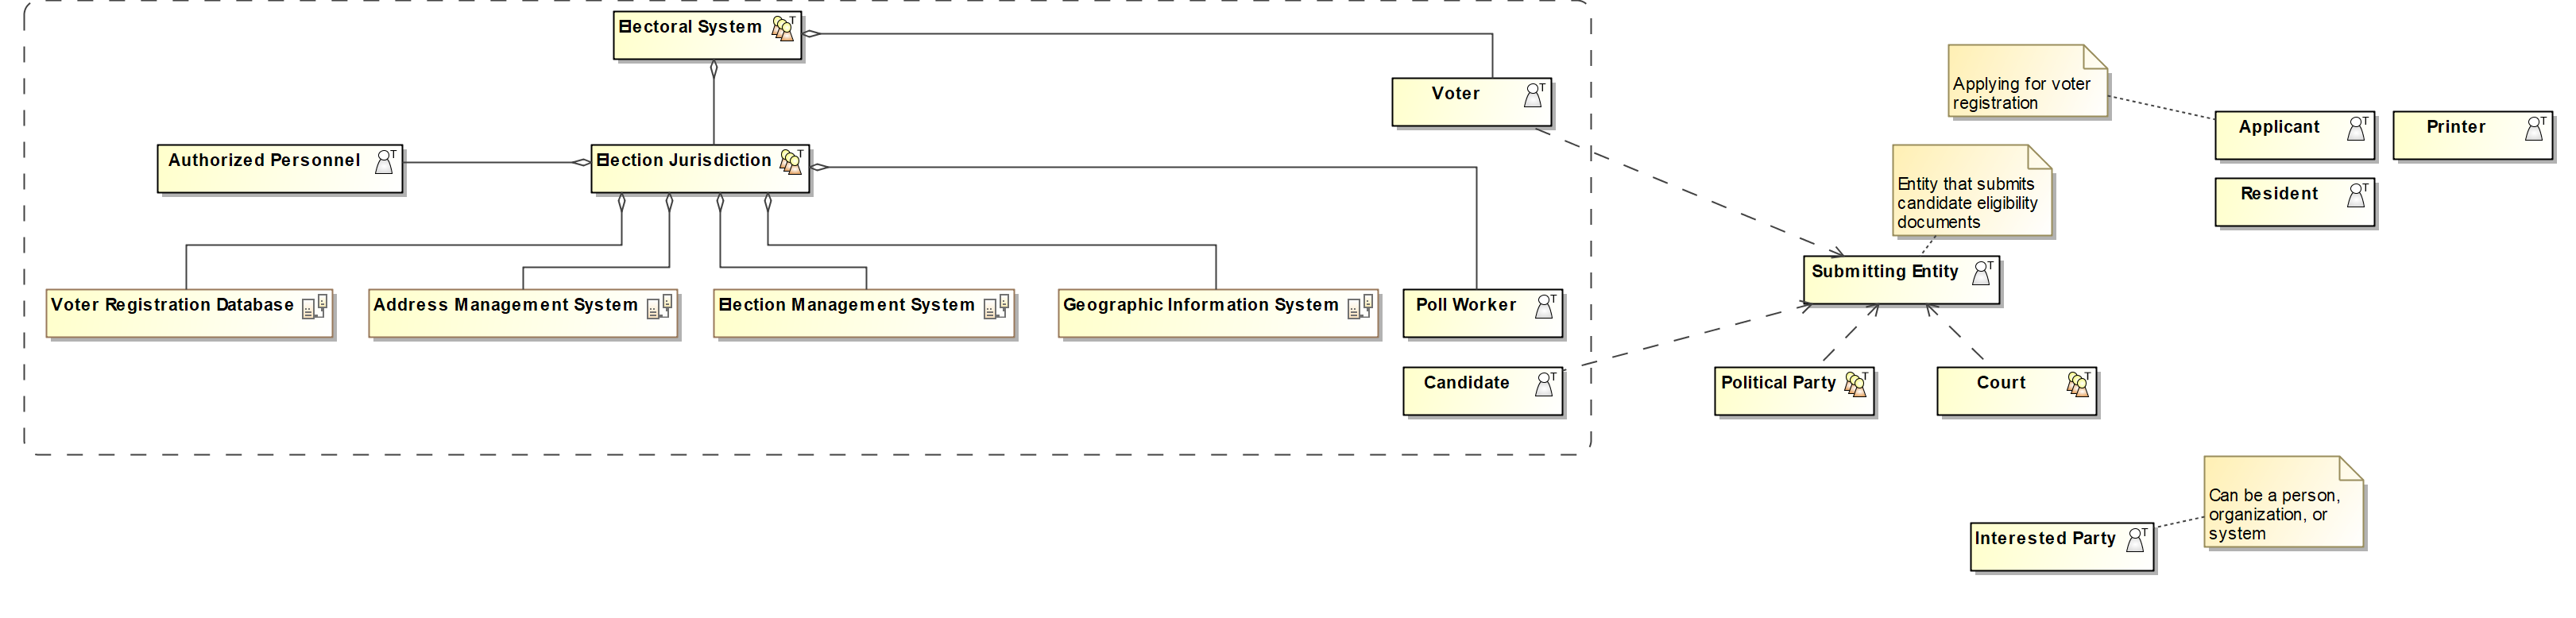 Electoral System
Voter
Applying for voter
registration
Applicant
Printer
Authorized Personnel
Election Jurisdiction
Entity that submits
candidate eligibility
documents
Resident
Submitting Entity
Voter Registration Database
Address Management System
Election Management System
Geographic Information System
Poll Worker
Candidate
Political Party
Court
Can be a person,
organization, or
system
Interested Party